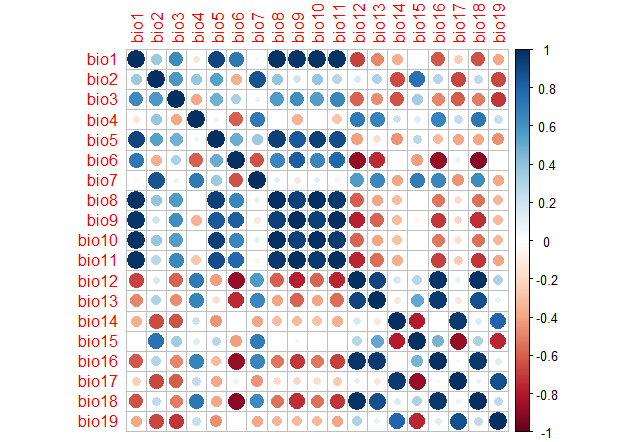 bio1 bio2 bio3 bio4 bio5 bio6 bio7 bio8 bio9 bio10 bio11 bio12 bio13 bio14 bio15 bio16 bio17 bio18 bio19
bio1
bio2
bio3
bio4
bio5
bio6
bio7
bio8
bio9
bio10
bio11
bio12
bio13
bio14
bio15
bio16
bio17
bio18
bio19
1
0.8
0.6
0.4
0.2
0
-0.2
-0.4
-0.6
-0.8
-1